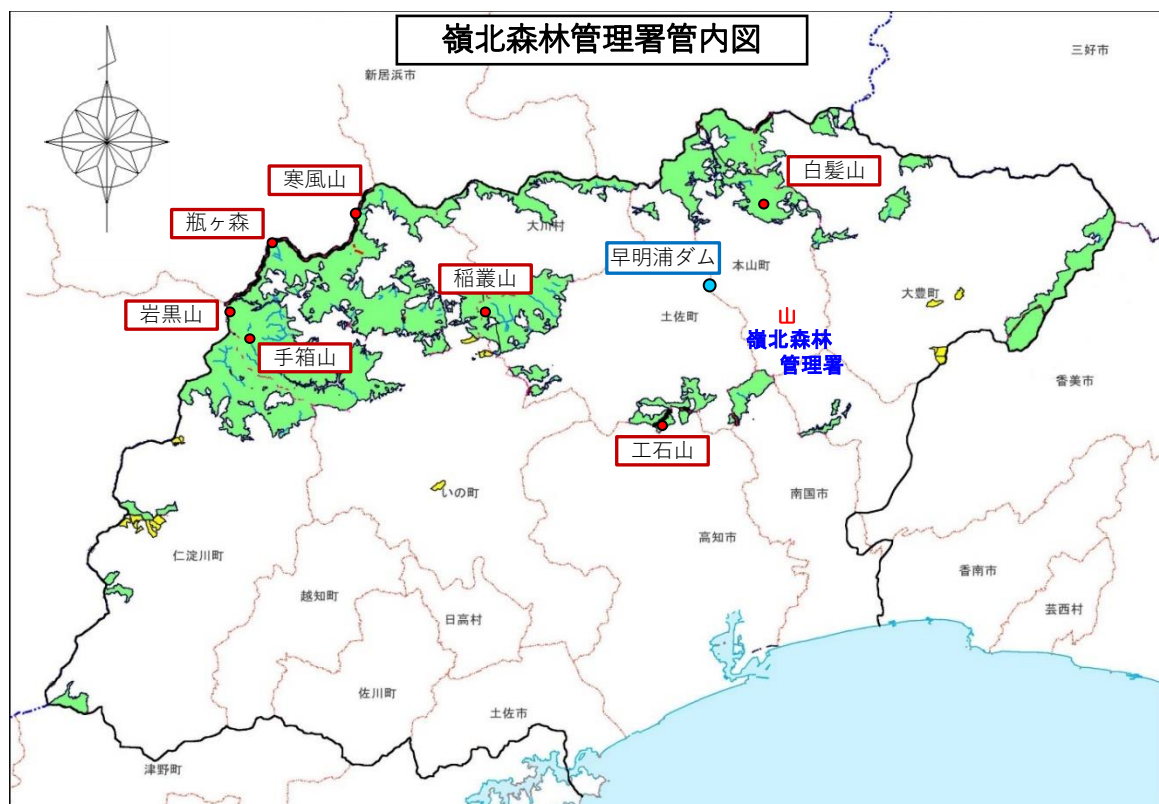 嶺北森林管理署管内図
三好市
新居浜市
寒風山
白髪山
瓶ヶ森
大川村
早明浦ダム
本山町
稲叢山
大豊町
岩黒山
土佐町
山
嶺北森林
管理署
手箱山
香美市
工石山
いの町
南国市
高知市
仁淀川町
香南市
越知町
日高村
芸西村
佐川町
土佐市
津野町